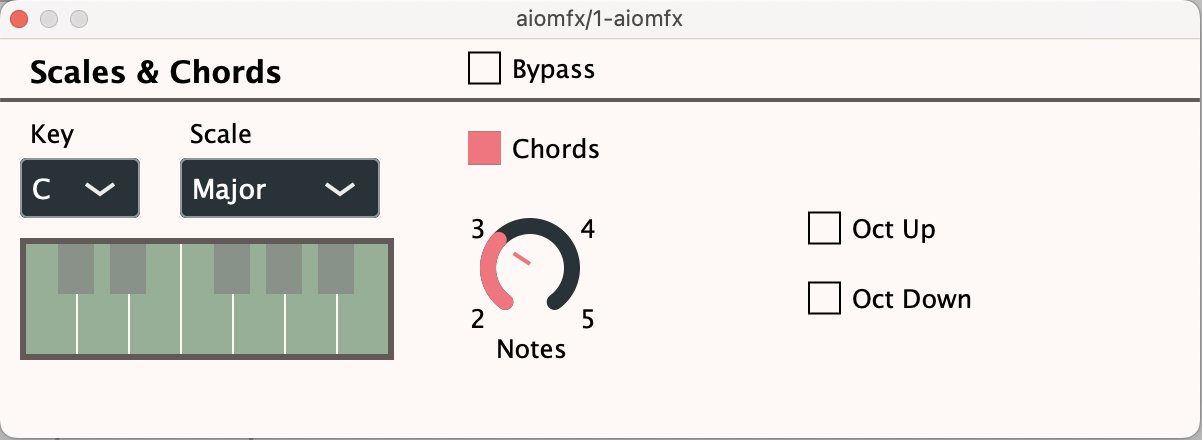 aiomfx/1-aiomfx
Scales & Chords
Bypass
Key
Scale
C
Major
Chords
3
4
2
5
Notes
Oct Up
Oct Down